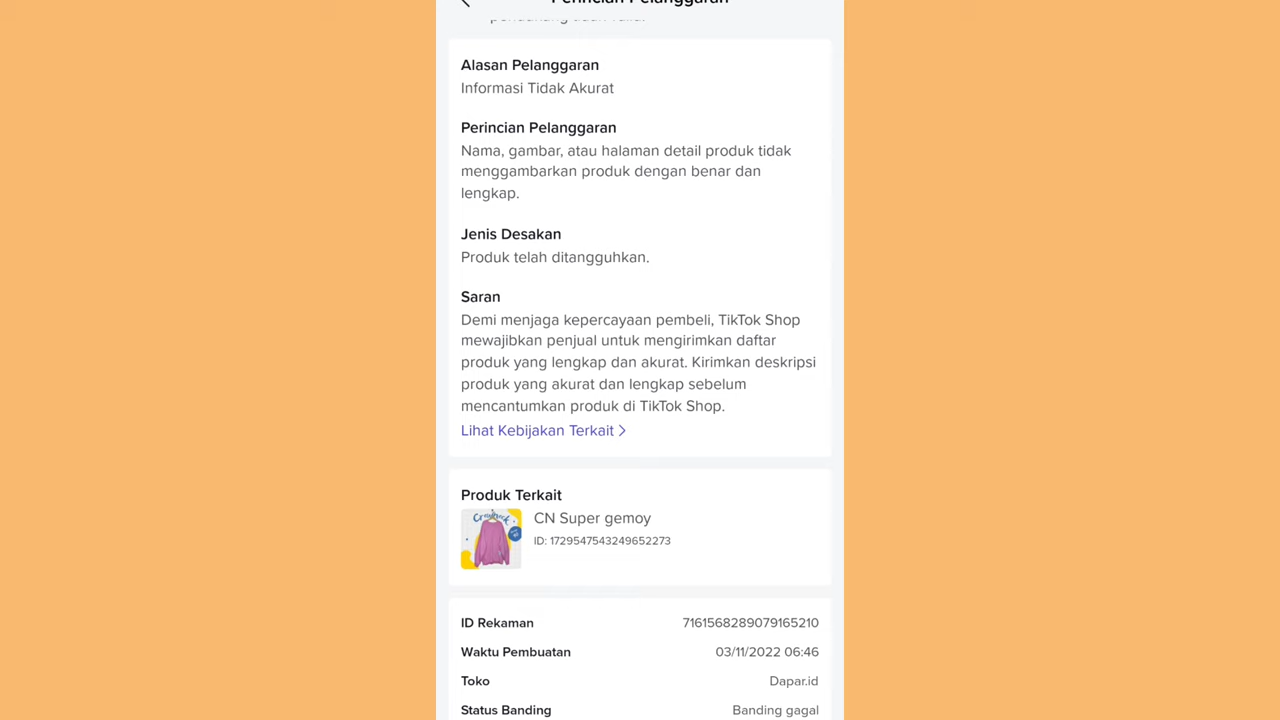 Perincian Pelanggaran
Alasan Pelanggaran
Informasi Tidak Akurat
Perincian Pelanggaran
Nama, gambar, atau halaman detail produk tidak
menggambarkan produk dengan benar dan
lengkap.
Jenis Desakan
Produk telah ditangguhkan.
Saran
Demi menjaga kepercayaan pembeli, TikTok Shop
mewajibkan penjual untuk mengirimkan daftar
produk yang lengkap dan akurat. Kirimkan deskripsi
produk yang akurat dan lengkap sebelum
mencantumkan produk di TikTok Shop.
Lihat Kebijakan Terkait >
Produk Terkait
CN Super gemoy
ID: 1729547543249652273
ID Rekaman 7161568289079165210
Waktu Pembuatan 03/11/2022 06:46
Toko Dapar.id
Status Banding Banding gagal